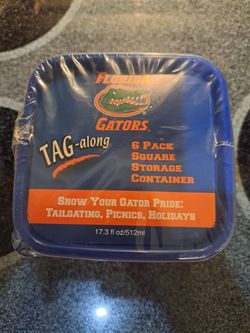 FLORIDA
GATORS
TAG-along
6 PACK
SQUARE
STORAGE
CONTAINER
SHOW YOUR GATOR PRIDE:
TAILGATING, PICNICS, HOLIDAYS
17.3 fl oz/512ml